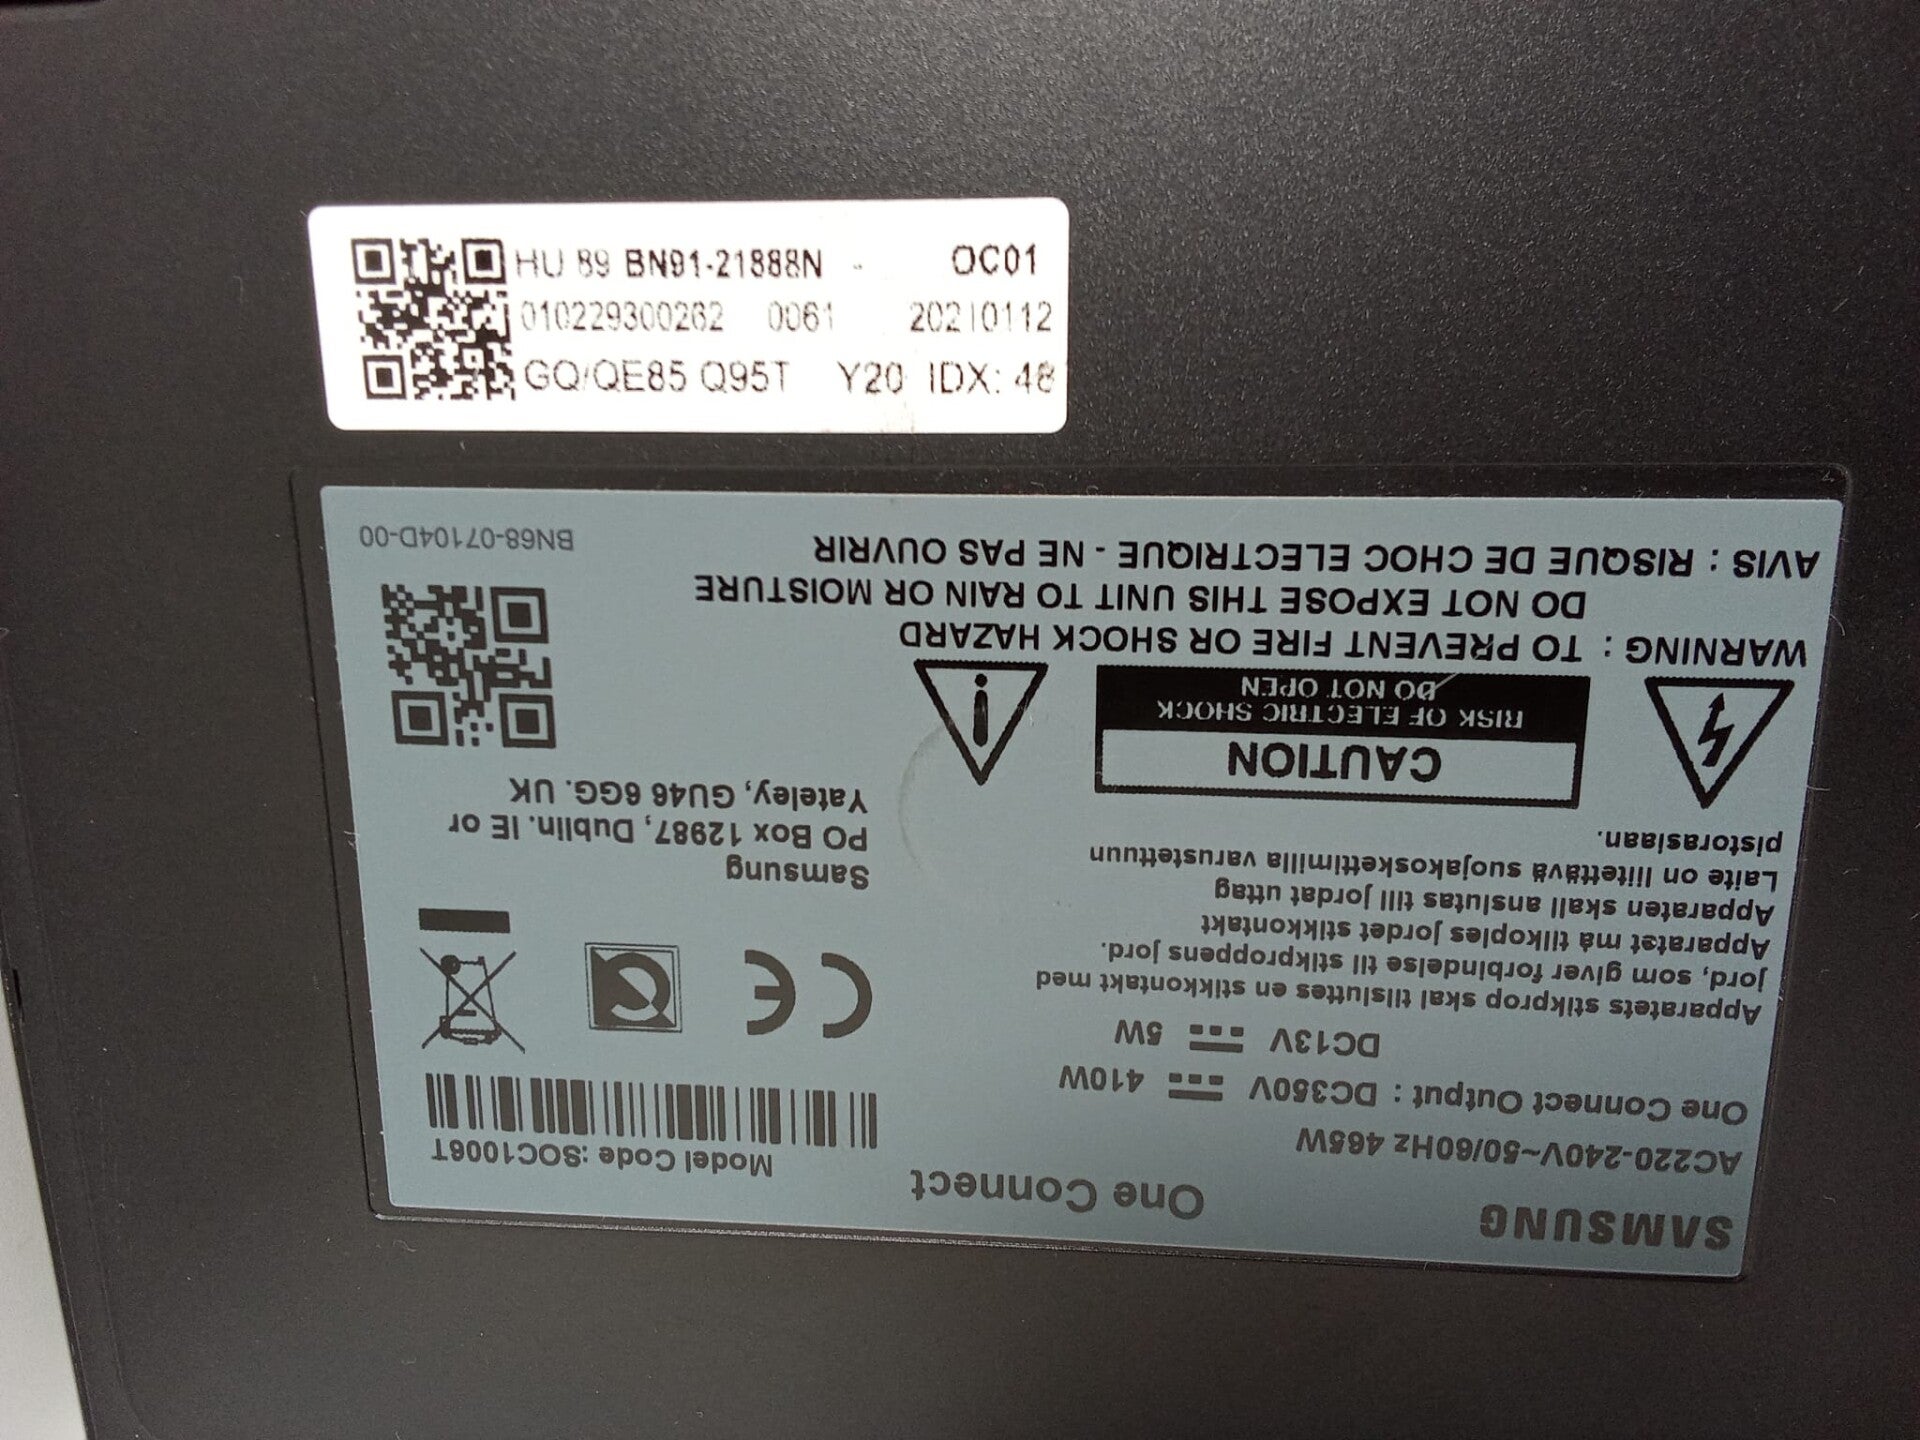 HU 89 BN91-21888N - OC01
010229300262 0061 20210112
GQ/QE85 Q95T Y20 IDX: 48
SAMSUNG One Connect
AC220-240V~50/60Hz 465W
One Connect Output : DC350V 410W
DC13V 5W
Apparatets stikprop skal tilsluttes en stikkontakt med
jord, som giver forbindelse til stikproppens jord.
Apparatet må tilkoples jordet stikkontakt
Apparaten skall anslutas till jordat uttag
Laite on liitettävä suojakoskettimilla varustettuun
pistorasiaan.
CAUTION
RISK OF ELECTRIC SHOCK
DO NOT OPEN
WARNING : TO PREVENT FIRE OR SHOCK HAZARD
DO NOT EXPOSE THIS UNIT TO RAIN OR MOISTURE
AVIS : RISQUE DE CHOC ELECTRIQUE - NE PAS OUVRIR
Model Code :SOC1006T
CE
Samsung
PO Box 12987, Dublin. IE or
Yateley, GU46 6GG. UK
BN68-07104D-00